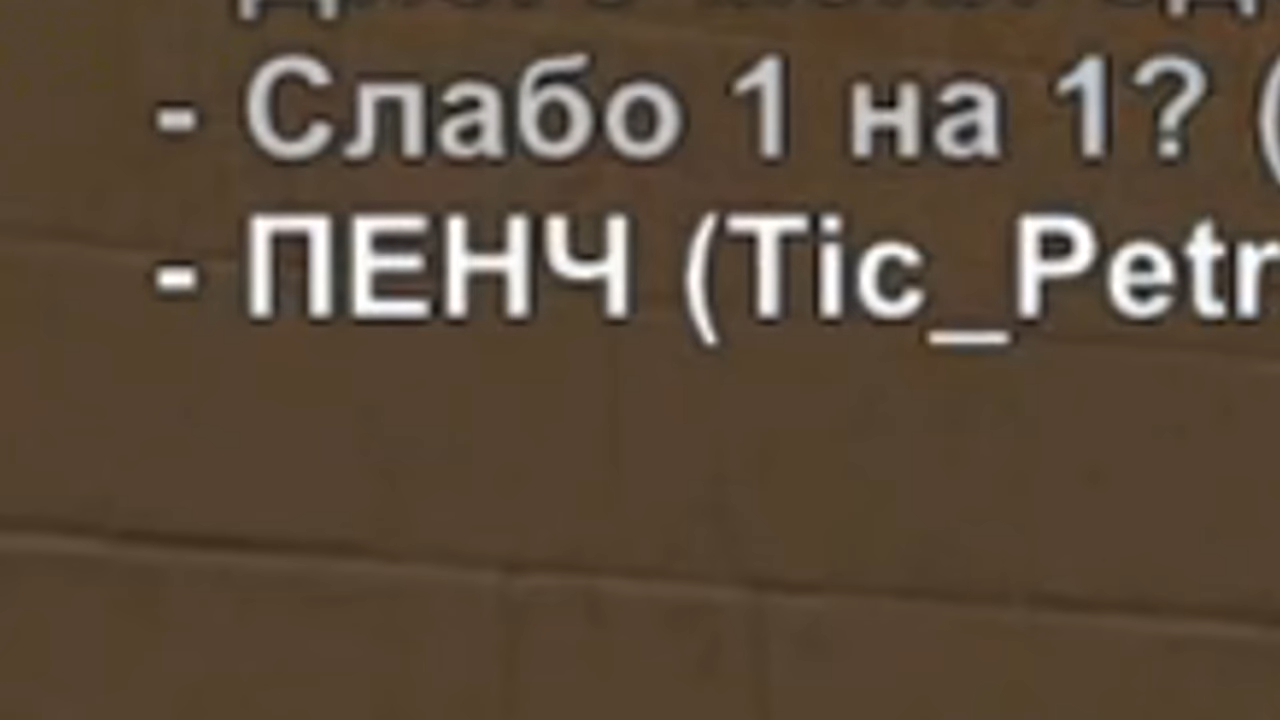 - Слабо 1 на 1? (
- ПЕНЧ (Tic_Petr